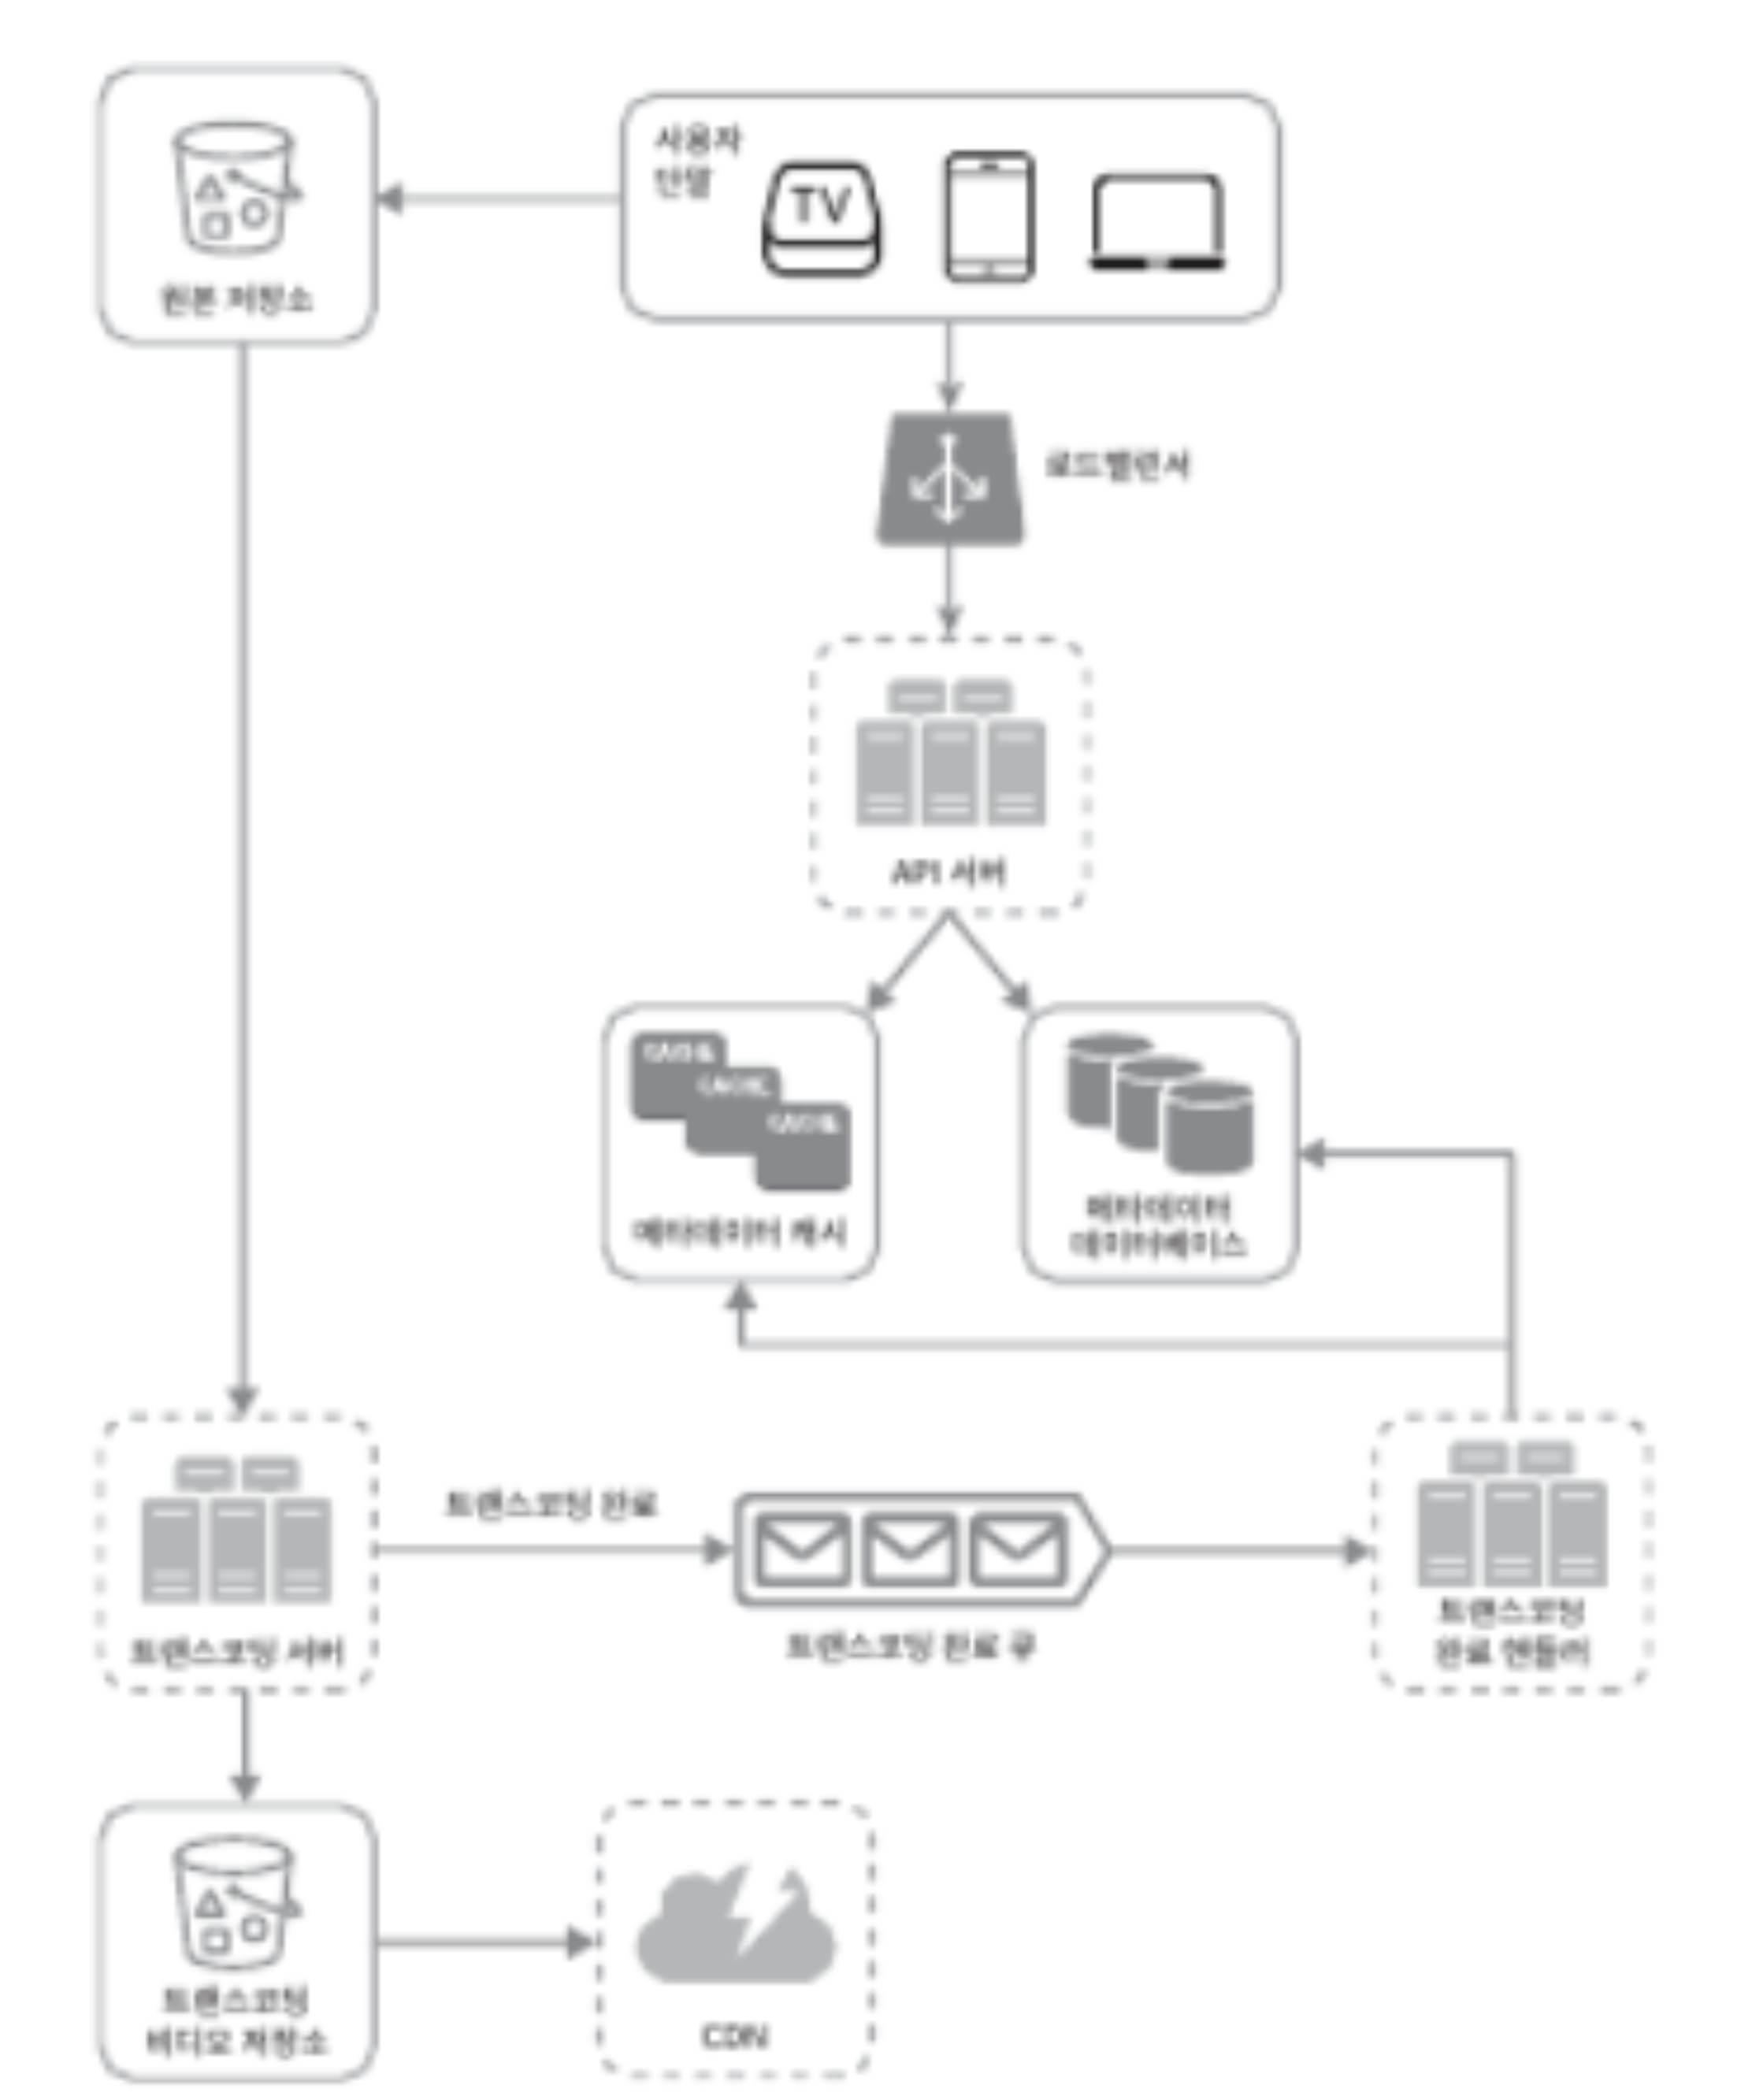 사용자
단말
TV
원본 저장소
로드밸런서
API 서버
CACHE
CACHE
CACHE
메타데이터 캐시
메타데이터
데이터베이스
트랜스코딩 완료
트랜스코딩 서버
트랜스코딩 완료 큐
트랜스코딩
완료 핸들러
트랜스코딩
비디오 저장소
CDN